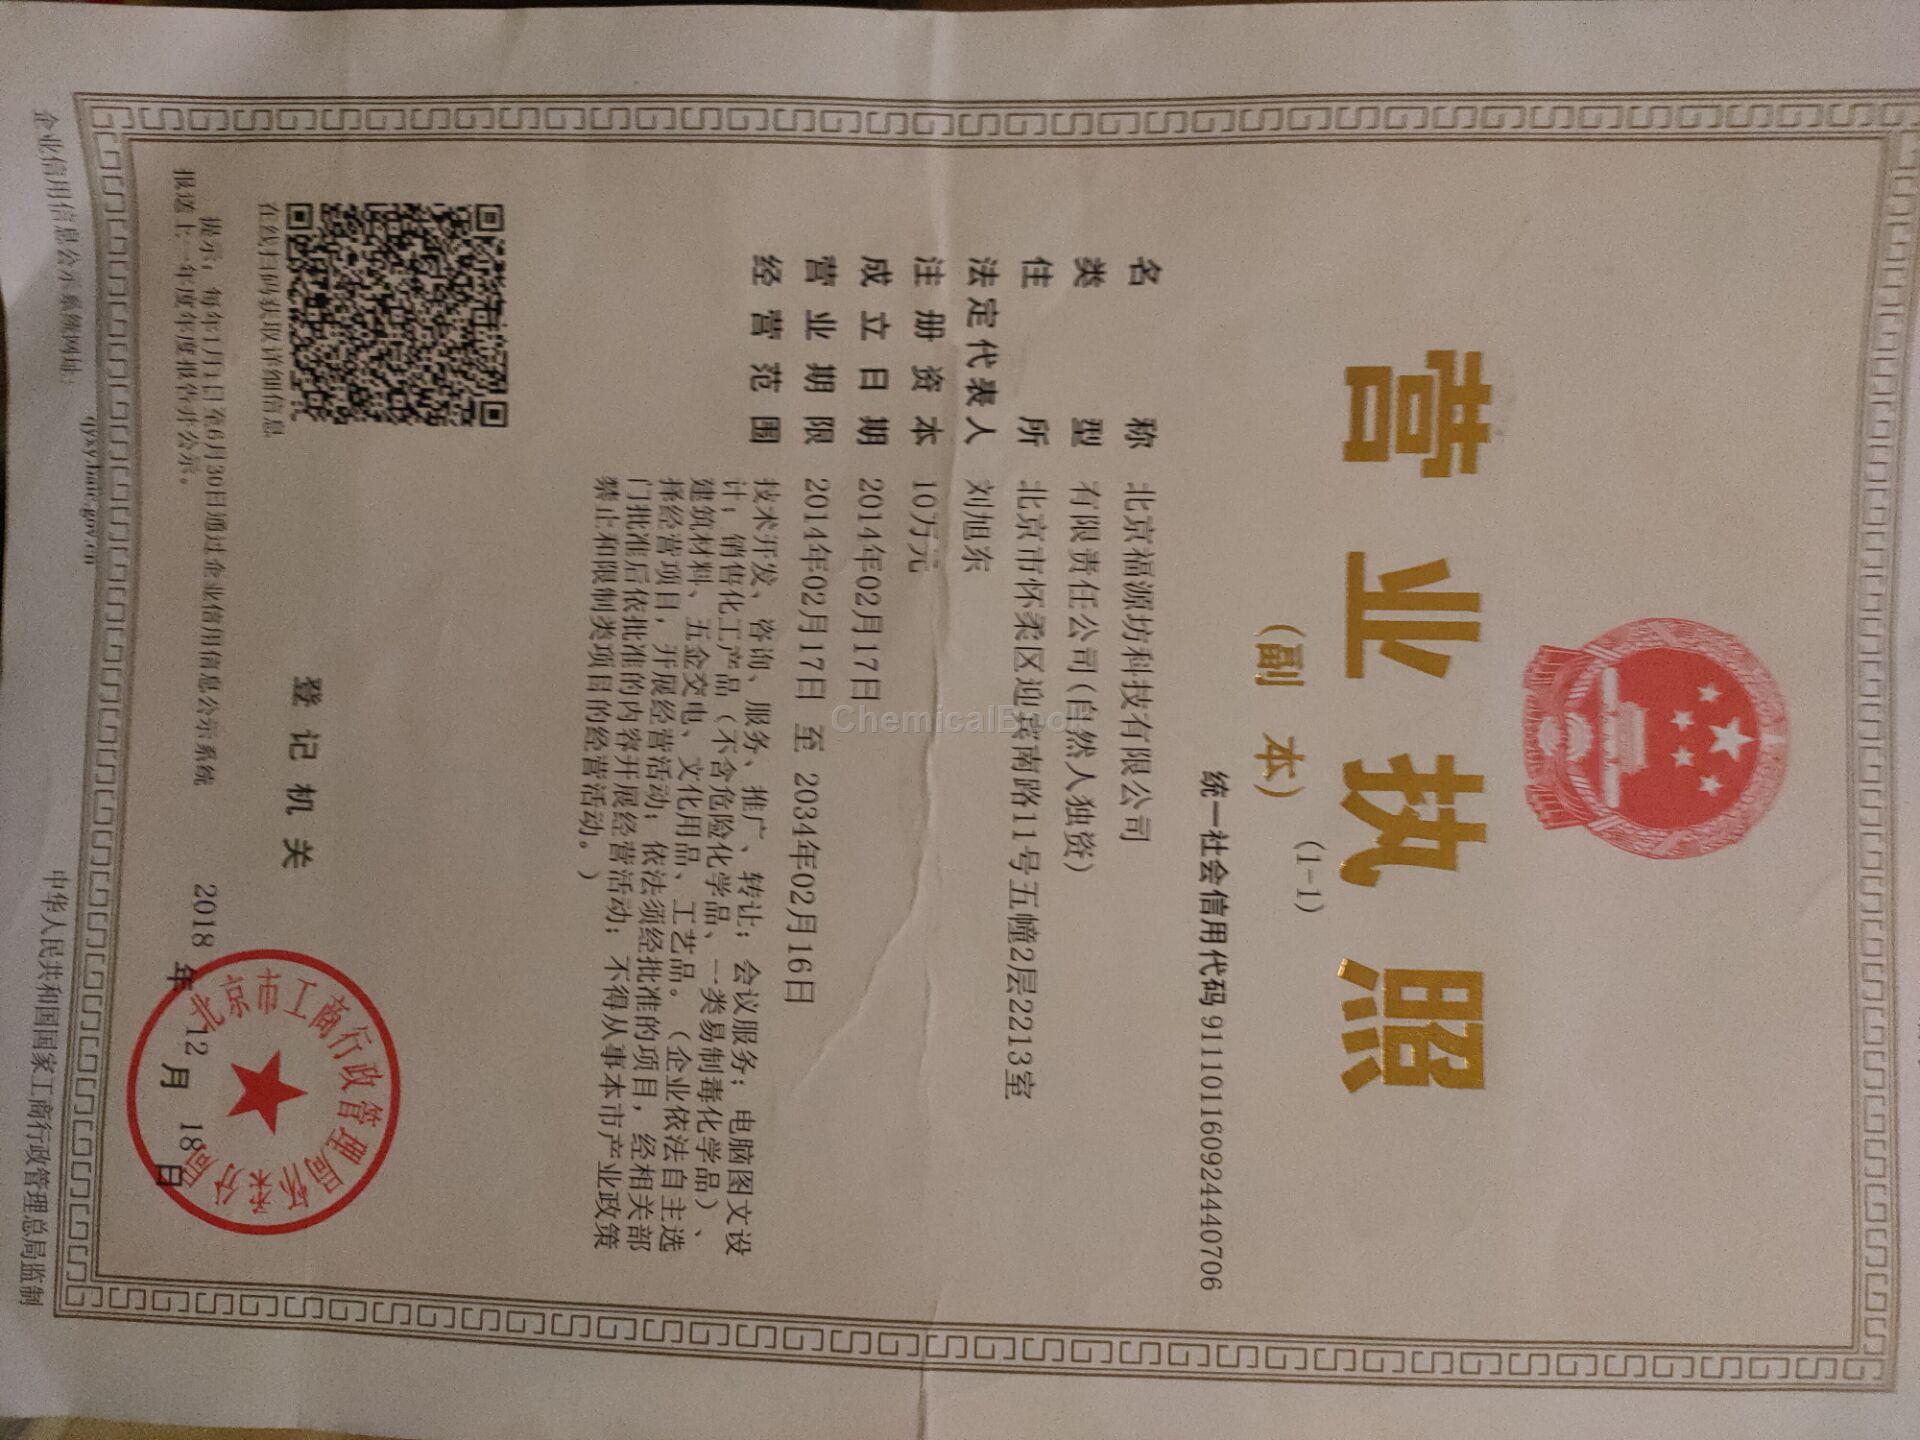 营业执照
(副 本)
(1-1)
统一社会信用代码 911101160924440706
名 称 北京福源坊科技有限公司
类 型 有限责任公司(自然人独资)
住 所 北京市怀柔区迎宾南路11号五幢2层2213室
法定代表人 刘旭东
注 册 资 本 10万元
成 立 日 期 2014年02月17日
营 业 期 限 2014年02月17日 至 2034年02月16日
经 营 范 围 技术开发、咨询、服务、推广、转让；会议服务；电脑图文设
计；销售化工产品（不含危险化学品、一类易制毒化学品）、
建筑材料、五金交电、文化用品、工艺品。（企业依法自主选
择经营项目，开展经营活动；依法须经批准的项目，经相关部
门批准后依批准的内容开展经营活动；不得从事本市产业政策
禁止和限制类项目的经营活动。）
在线扫码获取详细信息
登 记 机 关
提示：每年1月1日至6月30日通过企业信用信息公示系统
报送上一年度年度报告并公示。
2018 年 12 月 18 日
北京市工商行政管理局怀柔分局
企业信用信息公示系统网址：
qyxy.baic.gov.cn
中华人民共和国国家工商行政管理总局监制